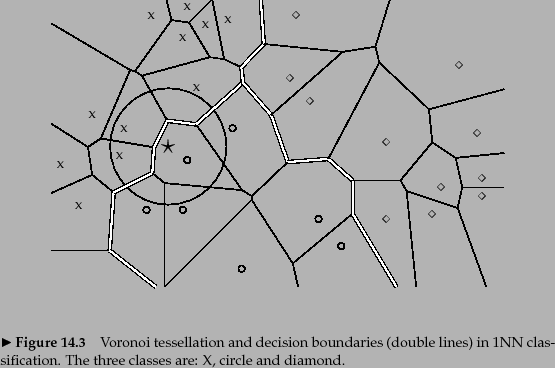 X X X X X
X
X
X X
X
X
X
► Figure 14.3 Voronoi tessellation and decision boundaries (double lines) in 1NN clas-
sification. The three classes are: X, circle and diamond.